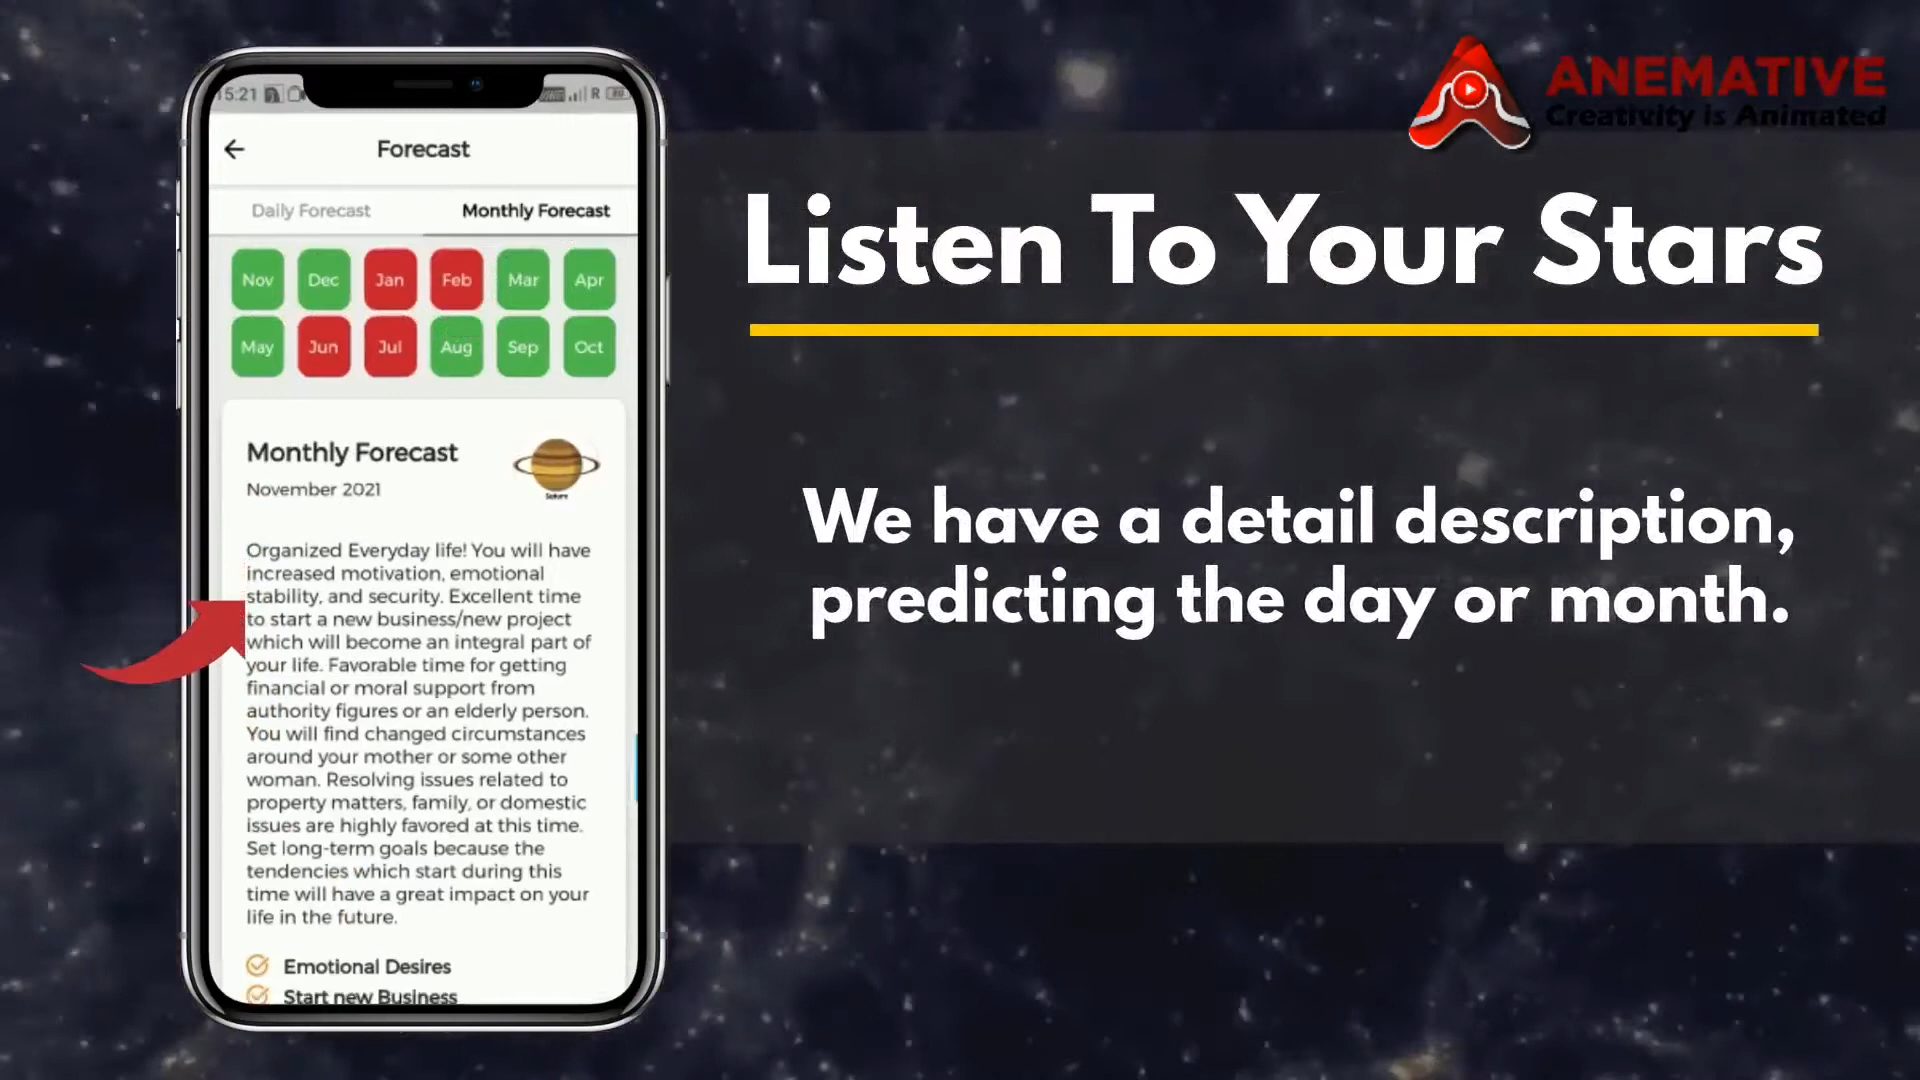 ANEMATIVE
Creativity is Animated
15:21
R
Forecast
Daily Forecast
Monthly Forecast
Nov Dec Jan Feb Mar Apr
May Jun Jul Aug Sep Oct
Monthly Forecast
November 2021
Saturn
Organized Everyday life! You will have
increased motivation, emotional
stability, and security. Excellent time
to start a new business/new project
which will become an integral part of
your life. Favorable time for getting
financial or moral support from
authority figures or an elderly person.
You will find changed circumstances
around your mother or some other
woman. Resolving issues related to
property matters, family, or domestic
issues are highly favored at this time.
Set long-term goals because the
tendencies which start during this
time will have a great impact on your
life in the future.
Emotional Desires
Start new Business
Listen To Your Stars
We have a detail description,
predicting the day or month.